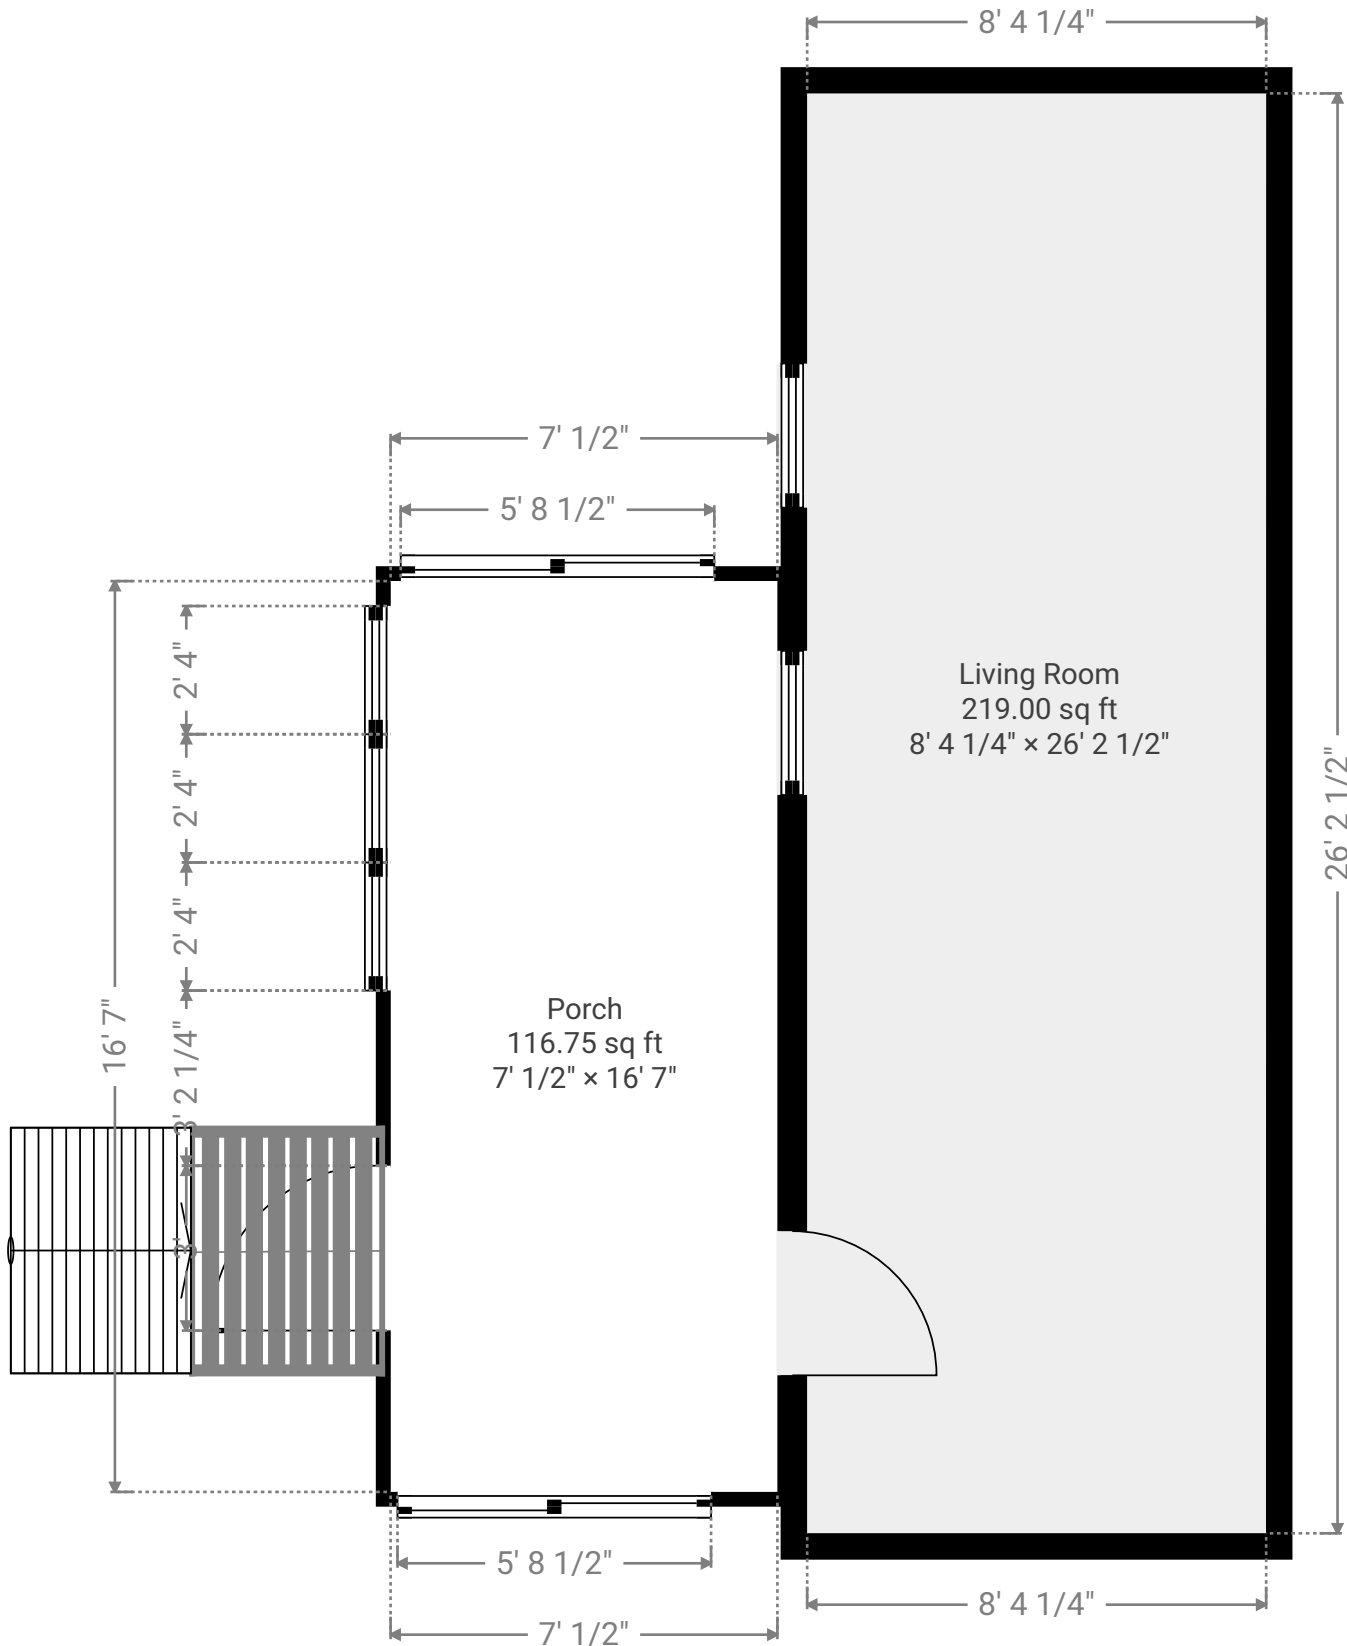 8' 4 1/4"
7' 1/2"
5' 8 1/2"
2' 4"
2' 4"
2' 4"
3' 2 1/4"
3'
16' 7"
Living Room
219.00 sq ft
8' 4 1/4" × 26' 2 1/2"
26' 2 1/2"
Porch
116.75 sq ft
7' 1/2" × 16' 7"
5' 8 1/2"
8' 4 1/4"
7' 1/2"